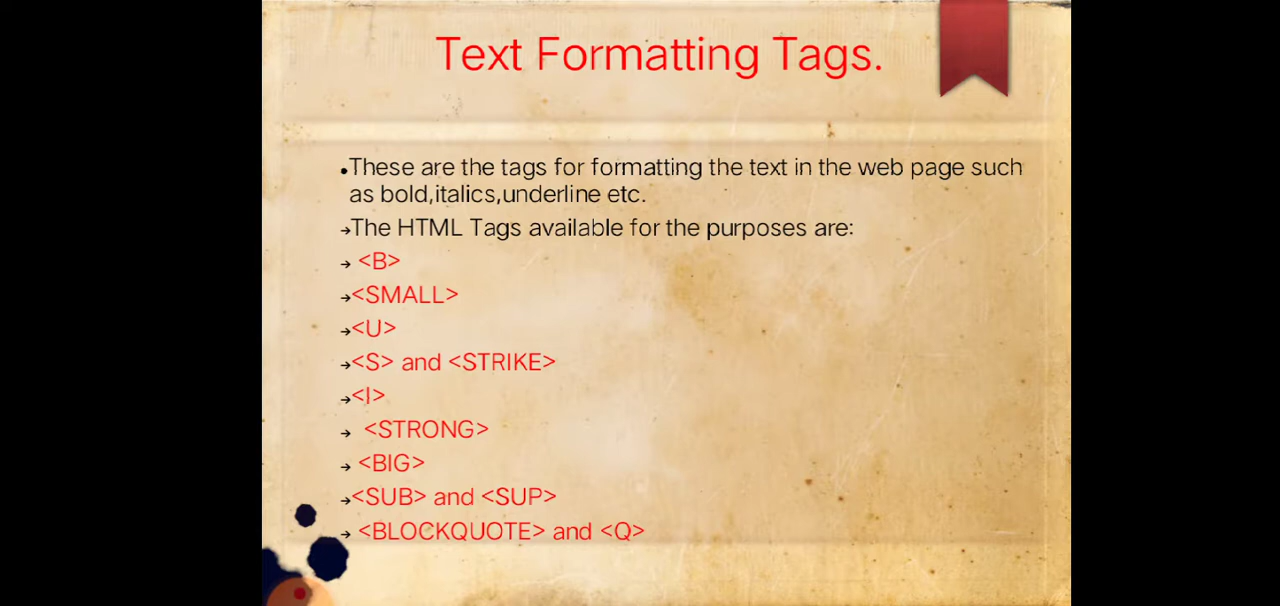 Text Formatting Tags.
•These are the tags for formatting the text in the web page such
as bold,italics,underline etc.
→The HTML Tags available for the purposes are:
→ <B>
→<SMALL>
→<U>
→<S> and <STRIKE>
→<I>
→ <STRONG>
→ <BIG>
→<SUB> and <SUP>
→ <BLOCKQUOTE> and <Q>